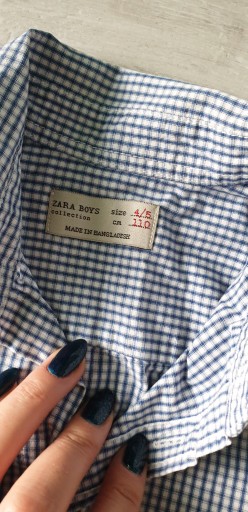 ZARA BOYS size 4/5
collection cm 110
MADE IN BANGLADESH